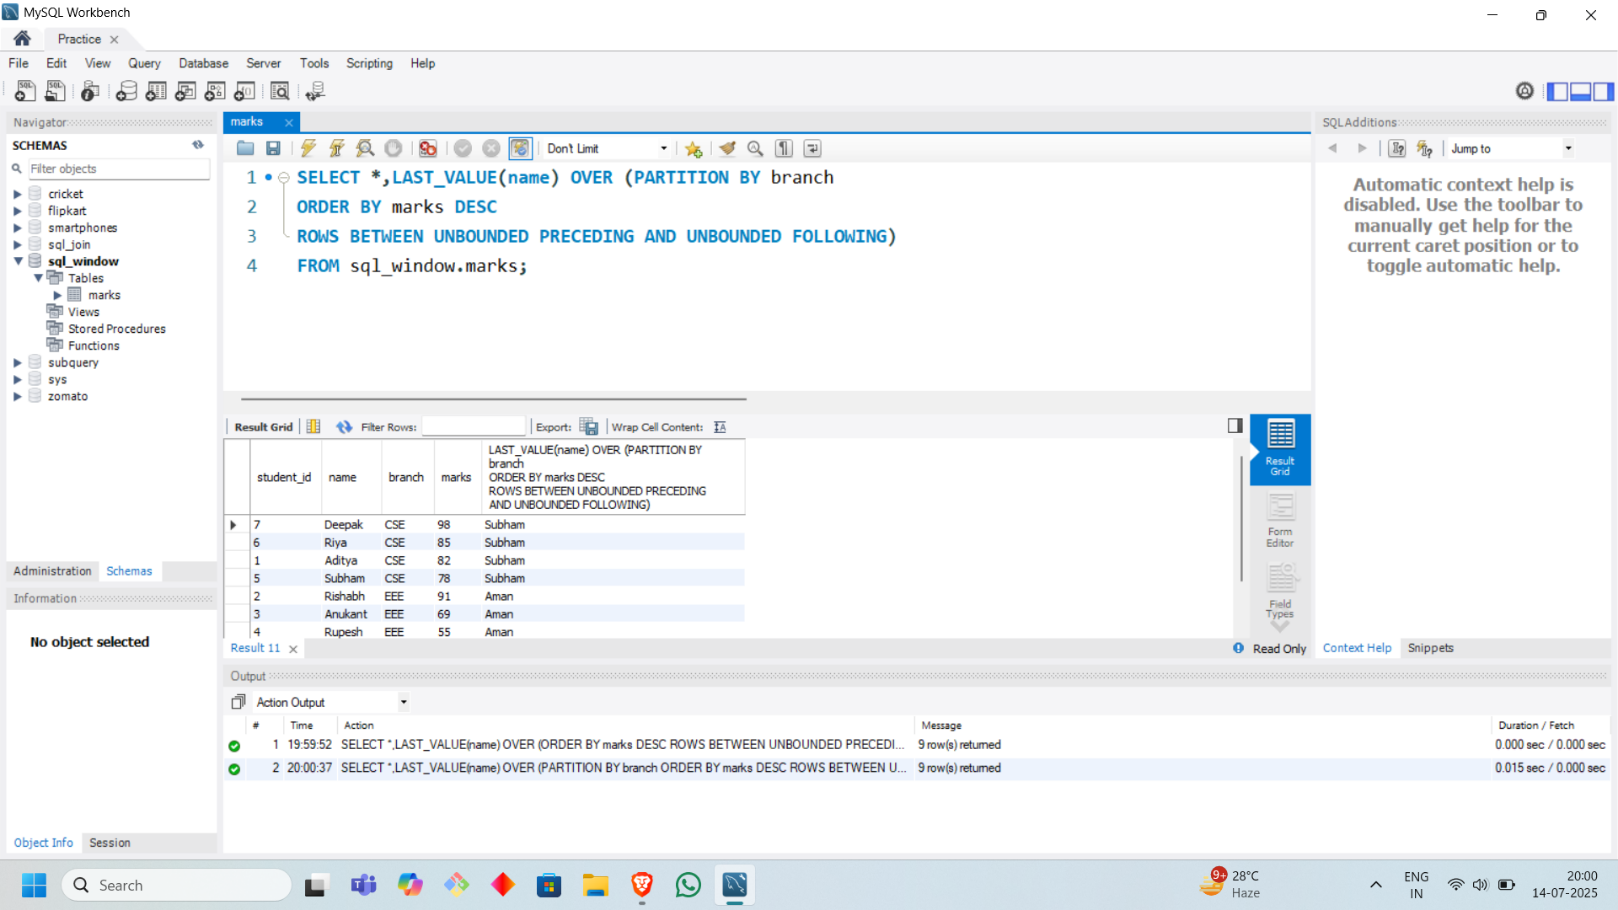 MySQL Workbench
Practice
File Edit View Query Database Server Tools Scripting Help
Navigator
SCHEMAS
Filter objects
cricket
flipkart
smartphones
sql_join
sql_window
Tables
marks
Views
Stored Procedures
Functions
subquery
sys
zomato
Administration Schemas
Information
No object selected
Object Info Session
marks
Don't Limit
1 SELECT *,LAST_VALUE(name) OVER (PARTITION BY branch
2 ORDER BY marks DESC
3 ROWS BETWEEN UNBOUNDED PRECEDING AND UNBOUNDED FOLLOWING)
4 FROM sql_window.marks;
Result Grid Filter Rows: Export: Wrap Cell Content:
student_id name branch marks LAST_VALUE(name) OVER (PARTITION BY
branch
ORDER BY marks DESC
ROWS BETWEEN UNBOUNDED PRECEDING
AND UNBOUNDED FOLLOWING)
7 Deepak CSE 98 Subham
6 Riya CSE 85 Subham
1 Aditya CSE 82 Subham
5 Subham CSE 78 Subham
2 Rishabh EEE 91 Aman
3 Anukant EEE 69 Aman
4 Rupesh EEE 55 Aman
Result 11
Result
Grid
Form
Editor
Field
Types
Read Only
SQLAdditions
Jump to
Automatic context help is
disabled. Use the toolbar to
manually get help for the
current caret position or to
toggle automatic help.
Context Help Snippets
Output
Action Output
# Time Action Message Duration / Fetch
1 19:59:52 SELECT *,LAST_VALUE(name) OVER (ORDER BY marks DESC ROWS BETWEEN UNBOUNDED PRECEDI... 9 row(s) returned 0.000 sec / 0.000 sec
2 20:00:37 SELECT *,LAST_VALUE(name) OVER (PARTITION BY branch ORDER BY marks DESC ROWS BETWEEN U... 9 row(s) returned 0.015 sec / 0.000 sec
Search
9+
28°C
Haze
ENG
IN
20:00
14-07-2025